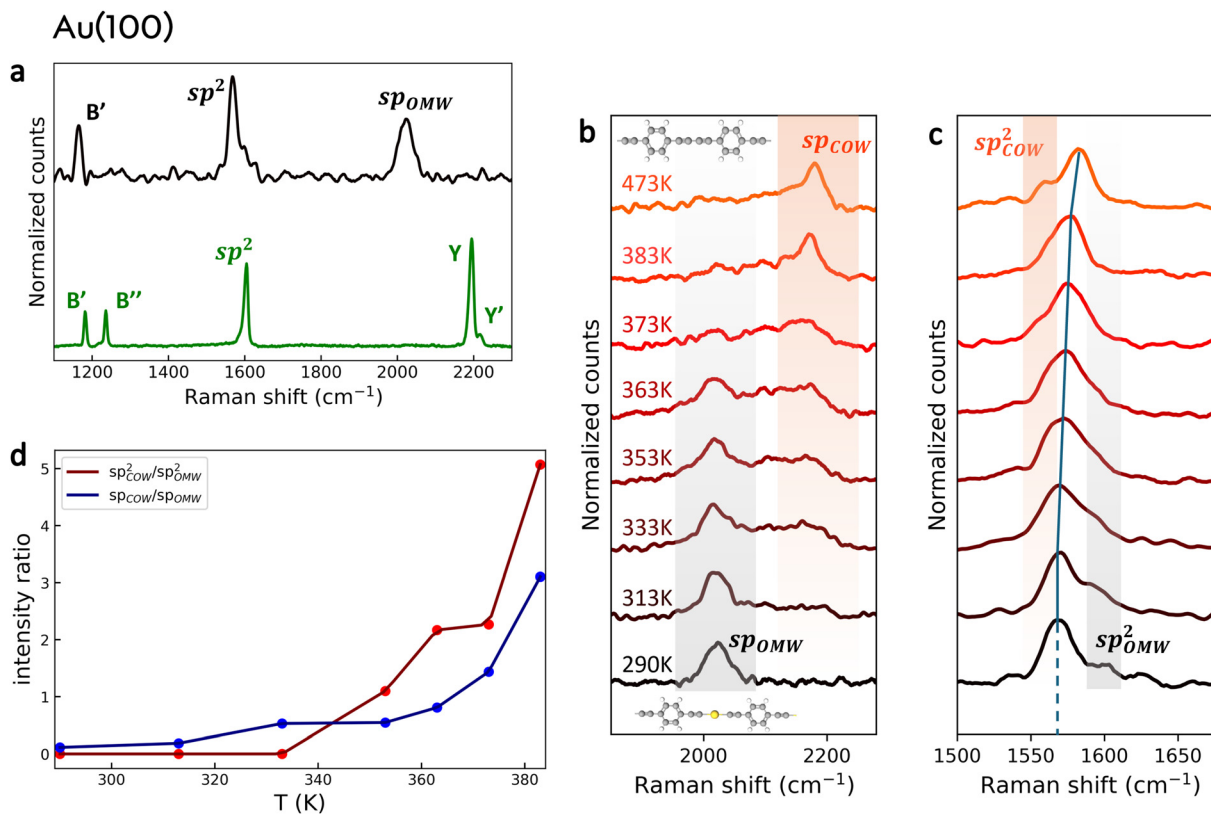 Au(100)
a
B’
sp²
sp_OMW
Normalized counts
B’
B’’
sp²
Y
Y’
1200 1400 1600 1800 2000 2200
Raman shift (cm⁻¹)
b
sp_COW
473K
383K
373K
363K
353K
333K
313K
290K
sp_OMW
Normalized counts
2000 2200
Raman shift (cm⁻¹)
c
sp²_COW
sp²_OMW
Normalized counts
1500 1550 1600 1650
Raman shift (cm⁻¹)
d
sp²_COW/sp²_OMW
sp_COW/sp_OMW
intensity ratio
5
4
3
2
1
0
300 320 340 360 380
T (K)